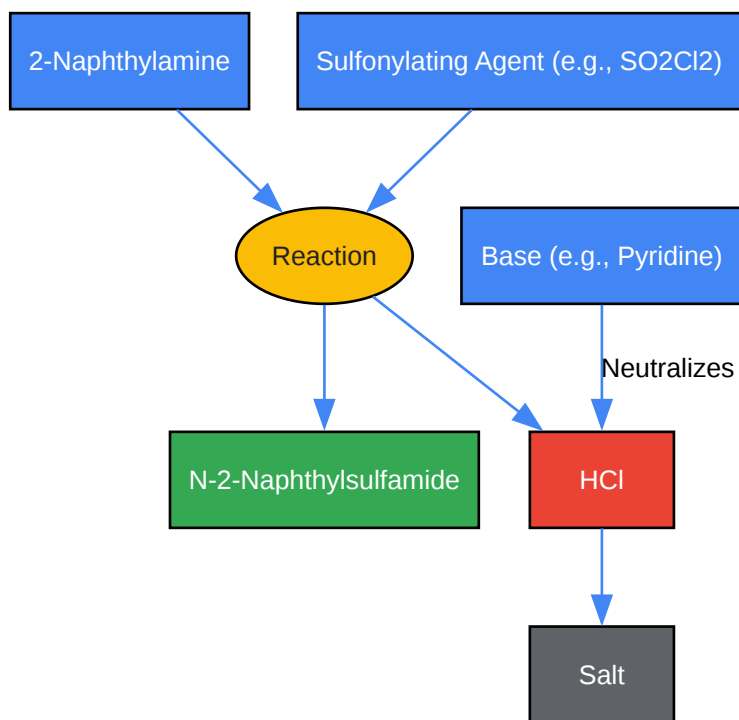 2-Naphthylamine
Sulfonylating Agent (e.g., SO2Cl2)
Reaction
Base (e.g., Pyridine)
Neutralizes
N-2-Naphthylsulfamide
HCl
Salt